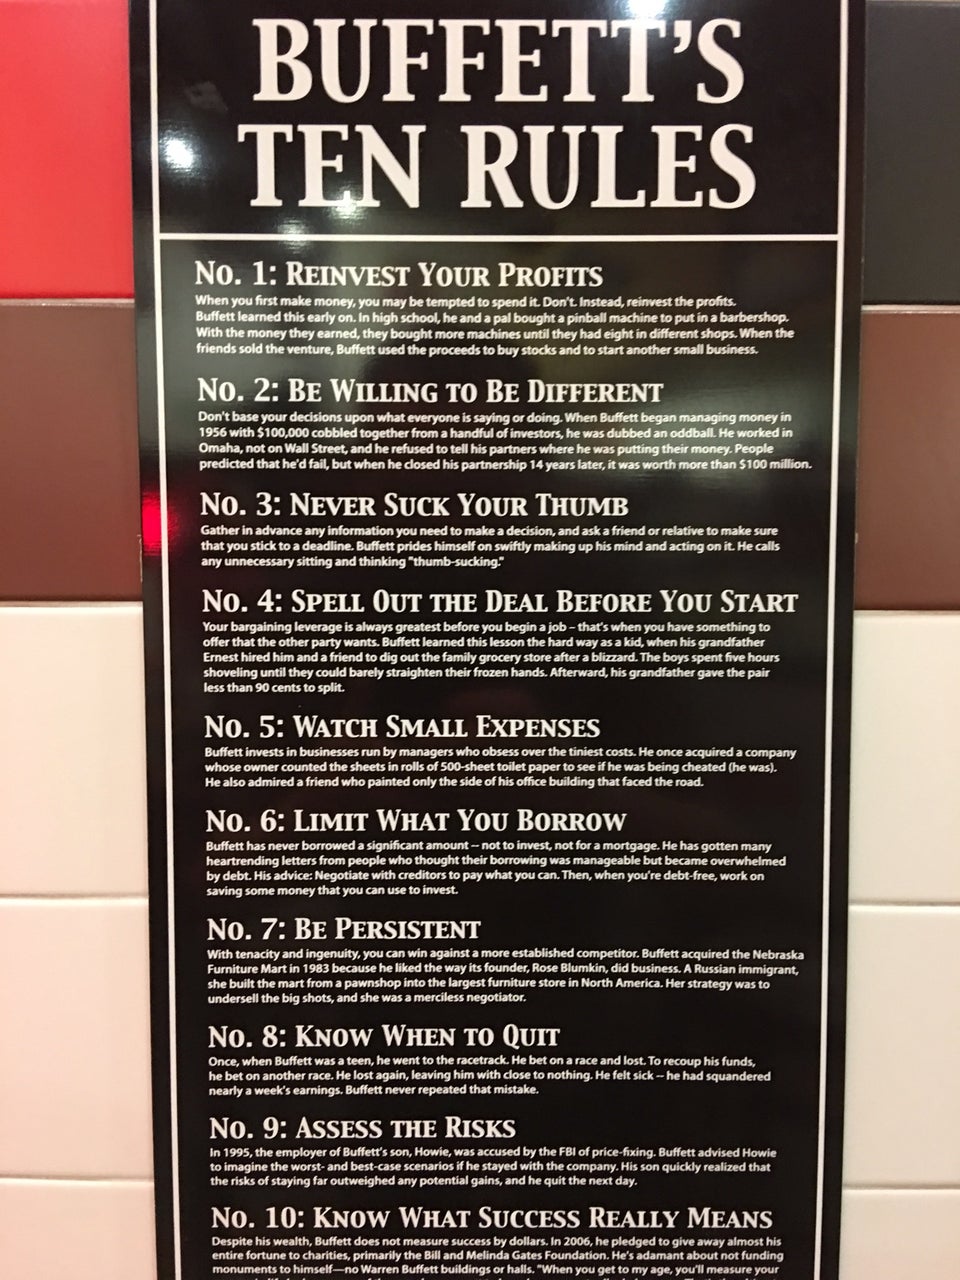 BUFFETT'S
TEN RULES
No. 1: REINVEST YOUR PROFITS
When you first make money, you may be tempted to spend it. Don't. Instead, reinvest the profits.
Buffett learned this early on. In high school, he and a pal bought a pinball machine to put in a barbershop.
With the money they earned, they bought more machines until they had eight in different shops. When the
friends sold the venture, Buffett used the proceeds to buy stocks and to start another small business.
No. 2: BE WILLING TO BE DIFFERENT
Don't base your decisions upon what everyone is saying or doing. When Buffett began managing money in
1956 with $100,000 cobbled together from a handful of investors, he was dubbed an oddball. He worked in
Omaha, not on Wall Street, and he refused to tell his partners where he was putting their money. People
predicted that he'd fail, but when he closed his partnership 14 years later, it was worth more than $100 million.
No. 3: NEVER SUCK YOUR THUMB
Gather in advance any information you need to make a decision, and ask a friend or relative to make sure
that you stick to a deadline. Buffett prides himself on swiftly making up his mind and acting on it. He calls
any unnecessary sitting and thinking "thumb-sucking."
No. 4: SPELL OUT THE DEAL BEFORE YOU START
Your bargaining leverage is always greatest before you begin a job – that's when you have something to
offer that the other party wants. Buffett learned this lesson the hard way as a kid, when his grandfather
Ernest hired him and a friend to dig out the family grocery store after a blizzard. The boys spent five hours
shoveling until they could barely straighten their frozen hands. Afterward, his grandfather gave the pair
less than 90 cents to split.
No. 5: WATCH SMALL EXPENSES
Buffett invests in businesses run by managers who obsess over the tiniest costs. He once acquired a company
whose owner counted the sheets in rolls of 500-sheet toilet paper to see if he was being cheated (he was).
He also admired a friend who painted only the side of his office building that faced the road.
No. 6: LIMIT WHAT YOU BORROW
Buffett has never borrowed a significant amount – not to invest, not for a mortgage. He has gotten many
heartrending letters from people who thought their borrowing was manageable but became overwhelmed
by debt. His advice: Negotiate with creditors to pay what you can. Then, when you're debt-free, work on
saving some money that you can use to invest.
No. 7: BE PERSISTENT
With tenacity and ingenuity, you can win against a more established competitor. Buffett acquired the Nebraska
Furniture Mart in 1983 because he liked the way its founder, Rose Blumkin, did business. A Russian immigrant,
she built the mart from a pawnshop into the largest furniture store in North America. Her strategy was to
undersell the big shots, and she was a merciless negotiator.
No. 8: KNOW WHEN TO QUIT
Once, when Buffett was a teen, he went to the racetrack. He bet on a race and lost. To recoup his funds,
he bet on another race. He lost again, leaving him with close to nothing. He felt sick – he had squandered
nearly a week's earnings. Buffett never repeated that mistake.
No. 9: ASSESS THE RISKS
In 1995, the employer of Buffett's son, Howie, was accused by the FBI of price-fixing. Buffett advised Howie
to imagine the worst- and best-case scenarios if he stayed with the company. His son quickly realized that
the risks of staying far outweighed any potential gains, and he quit the next day.
No. 10: KNOW WHAT SUCCESS REALLY MEANS
Despite his wealth, Buffett does not measure success by dollars. In 2006, he pledged to give away almost his
entire fortune to charities, primarily the Bill and Melinda Gates Foundation. He's adamant about not funding
monuments to himself—no Warren Buffett buildings or halls. "When you get to my age, you'll measure your